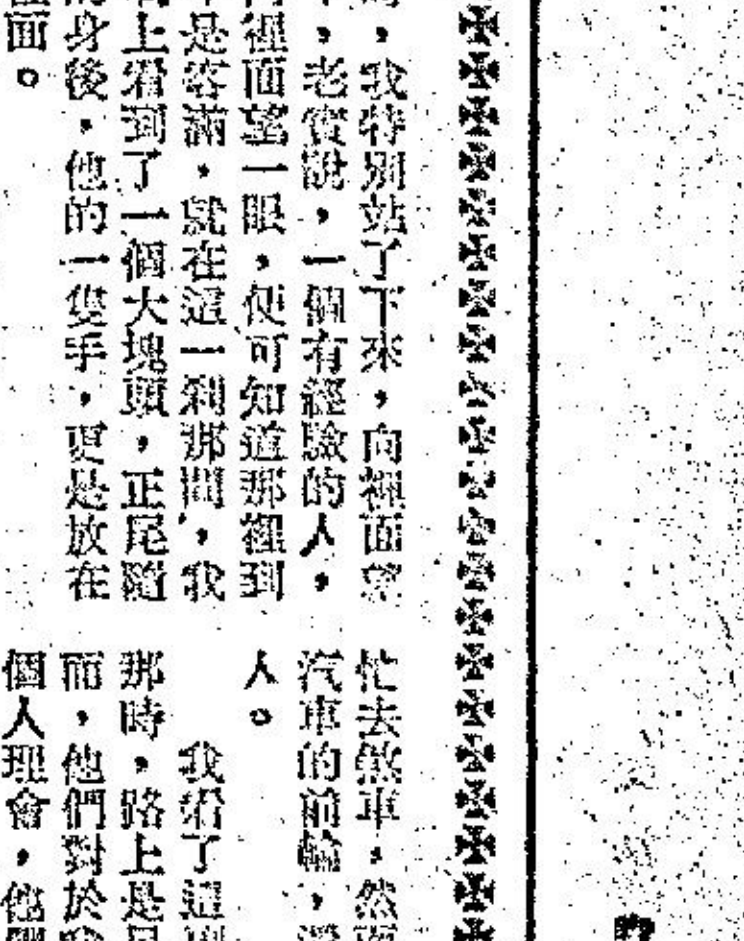 ，我特別站了下來，向裡面望
，老實說，一個有經驗的人，
裡面望一眼，便可知道那裡到
是客滿，就在這一剎那間，我
上看到了一個大塊頭，正尾隨
身後，他的一隻手，更是放在
面。
忙去煞車，然而
汽車的前輪，
人。
我看了這
那時，路上是
而，他們對於
個人理會，他